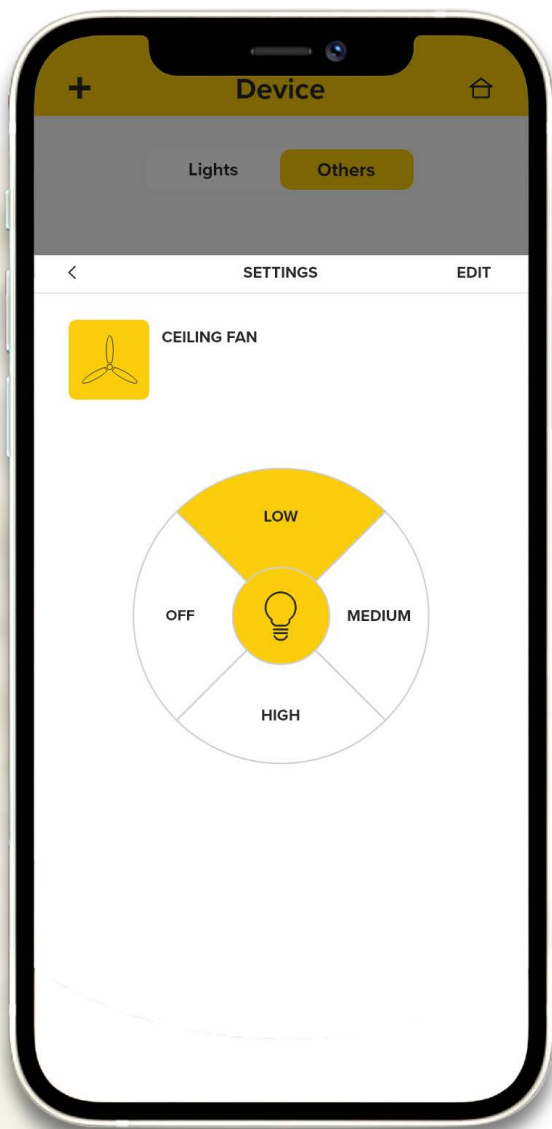 Device
Lights Others
SETTINGS EDIT
CEILING FAN
LOW
OFF MEDIUM
HIGH